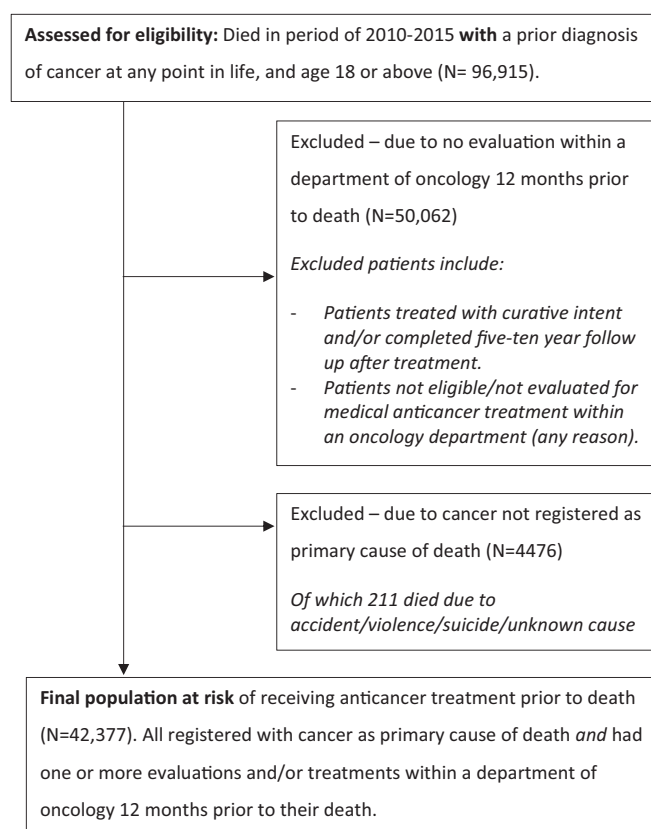 Assessed for eligibility: Died in period of 2010-2015 with a prior diagnosis
of cancer at any point in life, and age 18 or above (N= 96,915).
Excluded – due to no evaluation within a
department of oncology 12 months prior
to death (N=50,062)
Excluded patients include:
- Patients treated with curative intent
and/or completed five-ten year follow
up after treatment.
- Patients not eligible/not evaluated for
medical anticancer treatment within
an oncology department (any reason).
Excluded – due to cancer not registered as
primary cause of death (N=4476)
Of which 211 died due to
accident/violence/suicide/unknown cause
Final population at risk of receiving anticancer treatment prior to death
(N=42,377). All registered with cancer as primary cause of death and had
one or more evaluations and/or treatments within a department of
oncology 12 months prior to their death.